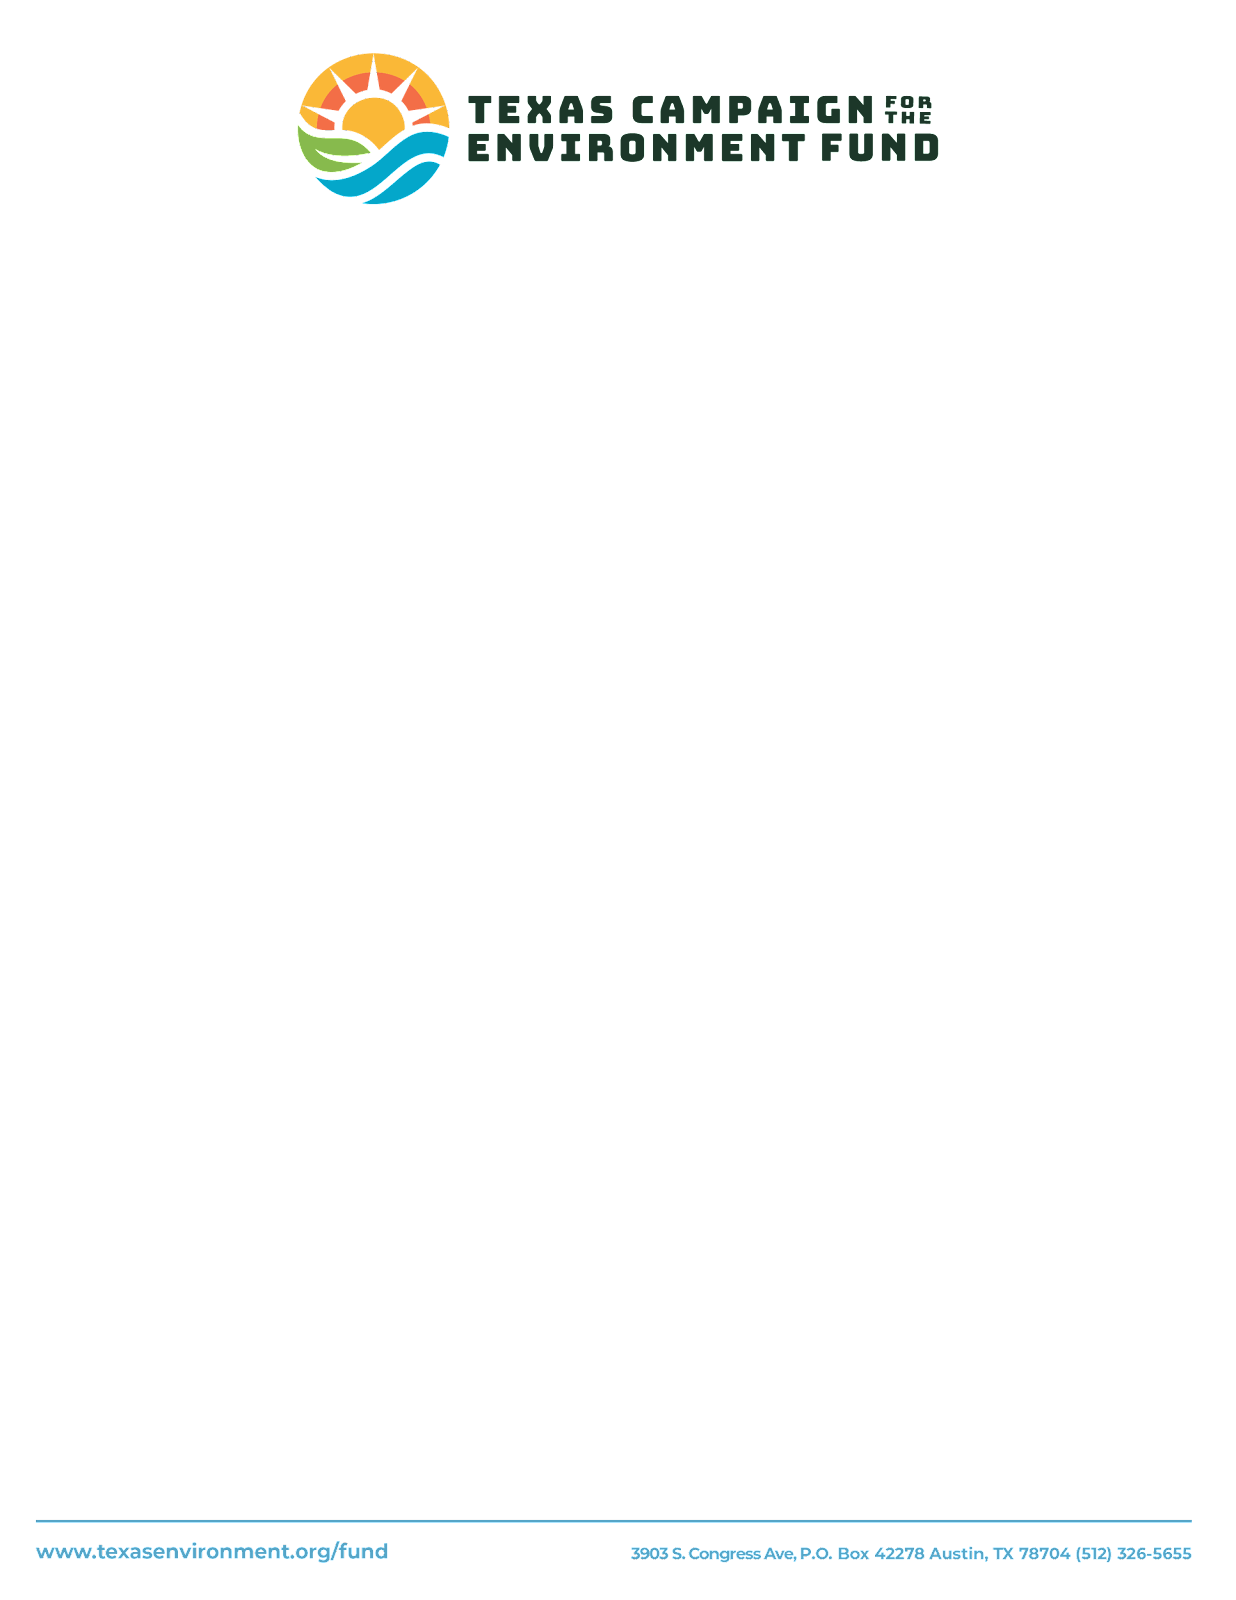 TEXAS CAMPAIGN FOR THE
ENVIRONMENT FUND
www.texasenvironment.org/fund
3903 S. Congress Ave, P.O. Box 42278 Austin, TX 78704 (512) 326-5655